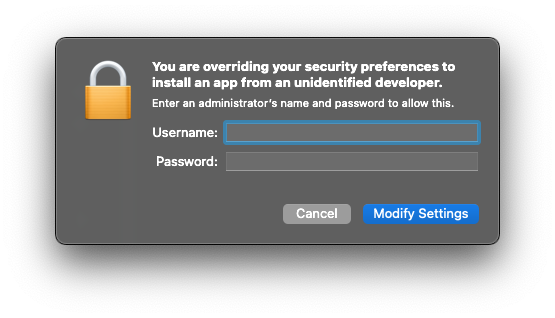 You are overriding your security preferences to
install an app from an unidentified developer.
Enter an administrator's name and password to allow this.
Username:
Password:
Cancel Modify Settings